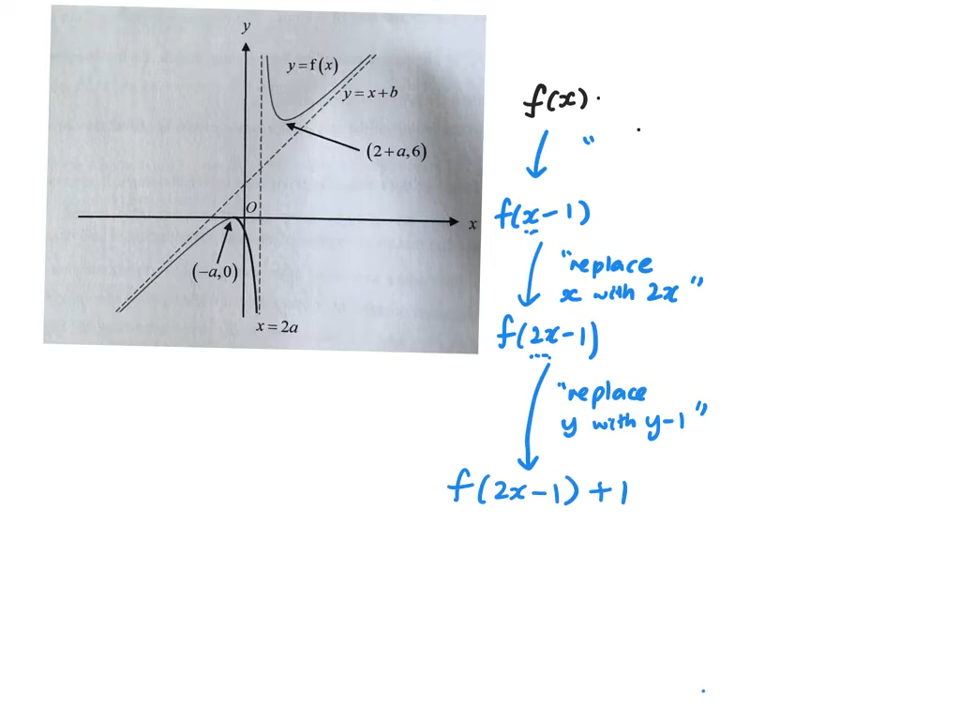 y
y = f(x)
y = x + b
(2 + a, 6)
O
x
(−a, 0)
x = 2a
f(x)
"
f(x − 1)
"replace
x with 2x"
f(2x − 1)
"replace
y with y − 1"
f(2x − 1) + 1